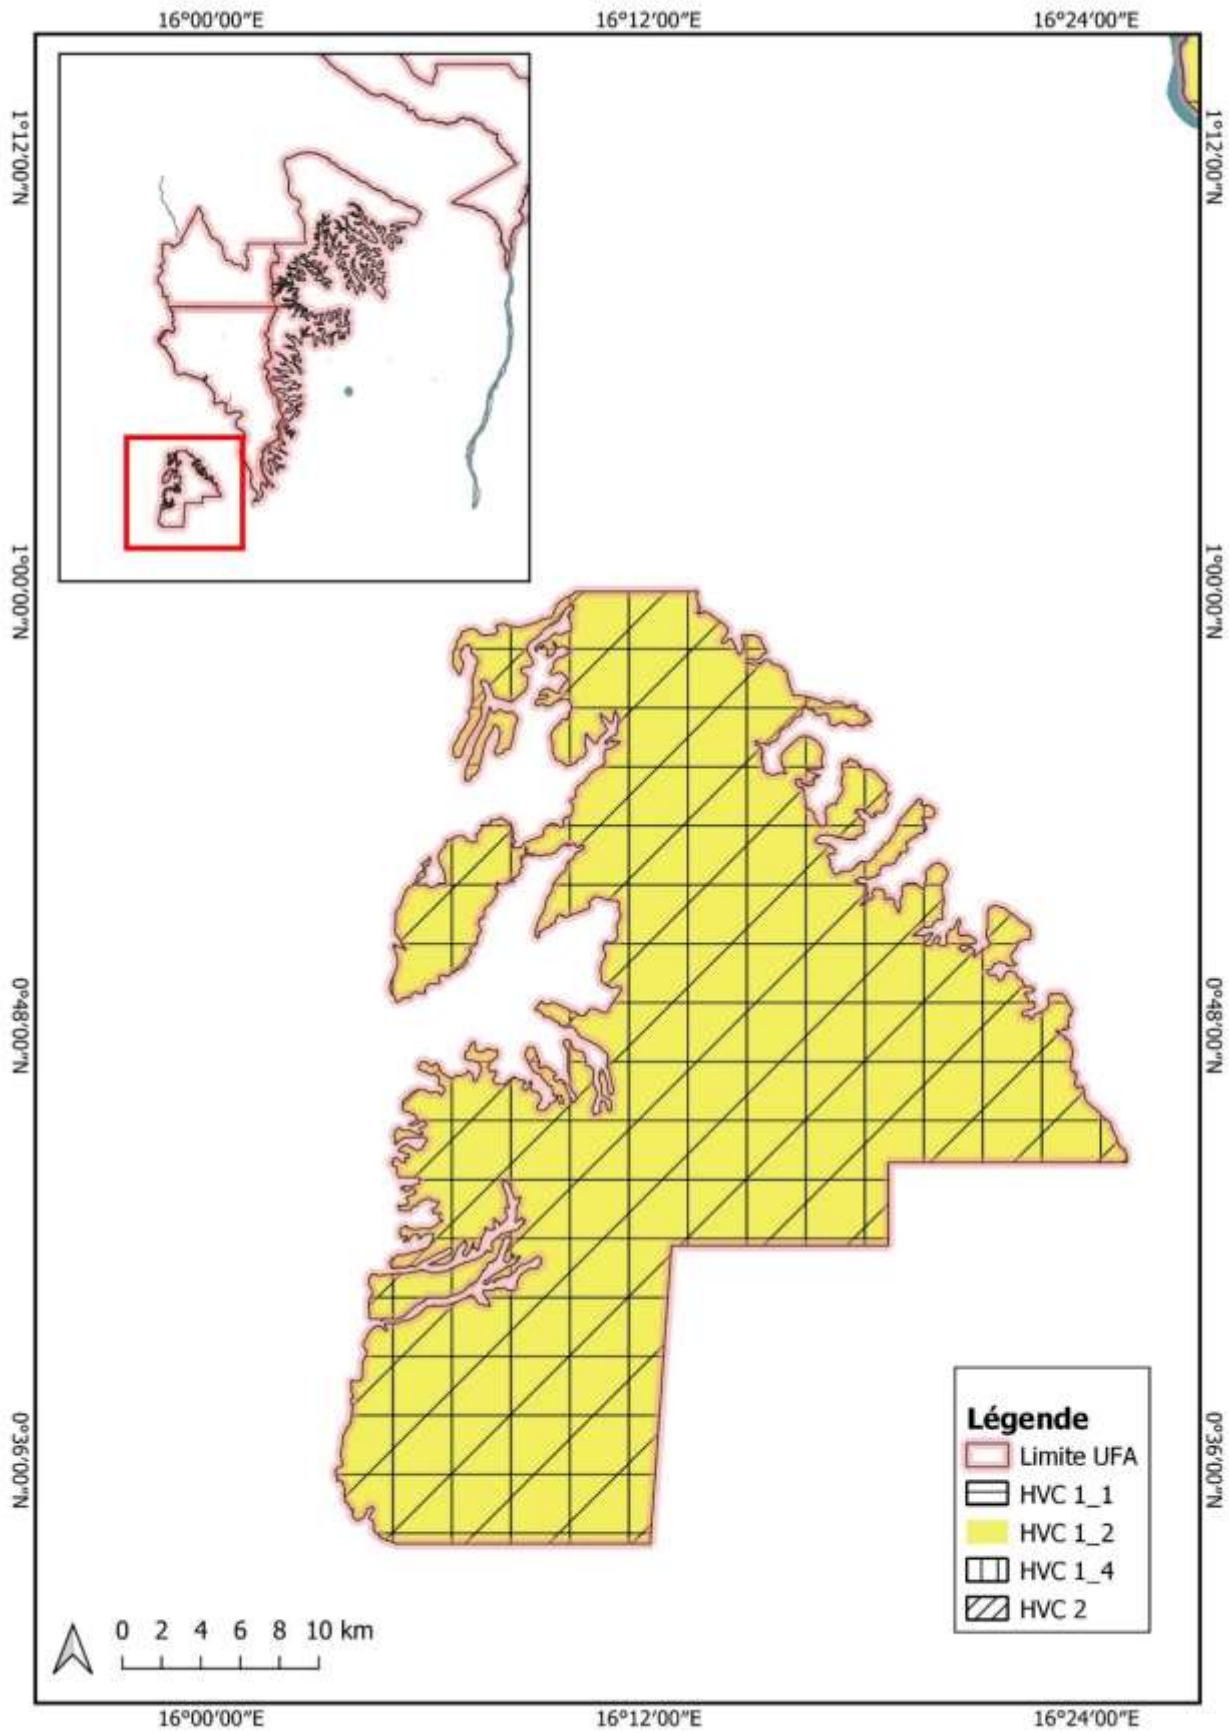 16°00′00″E 16°12′00″E 16°24′00″E
1°12′00″N 1°12′00″N
1°00′00″N 1°00′00″N
0°48′00″N 0°48′00″N
0°36′00″N 0°36′00″N
Légende
Limite UFA
HVC 1_1
HVC 1_2
HVC 1_4
HVC 2
0 2 4 6 8 10 km
16°00′00″E 16°12′00″E 16°24′00″E